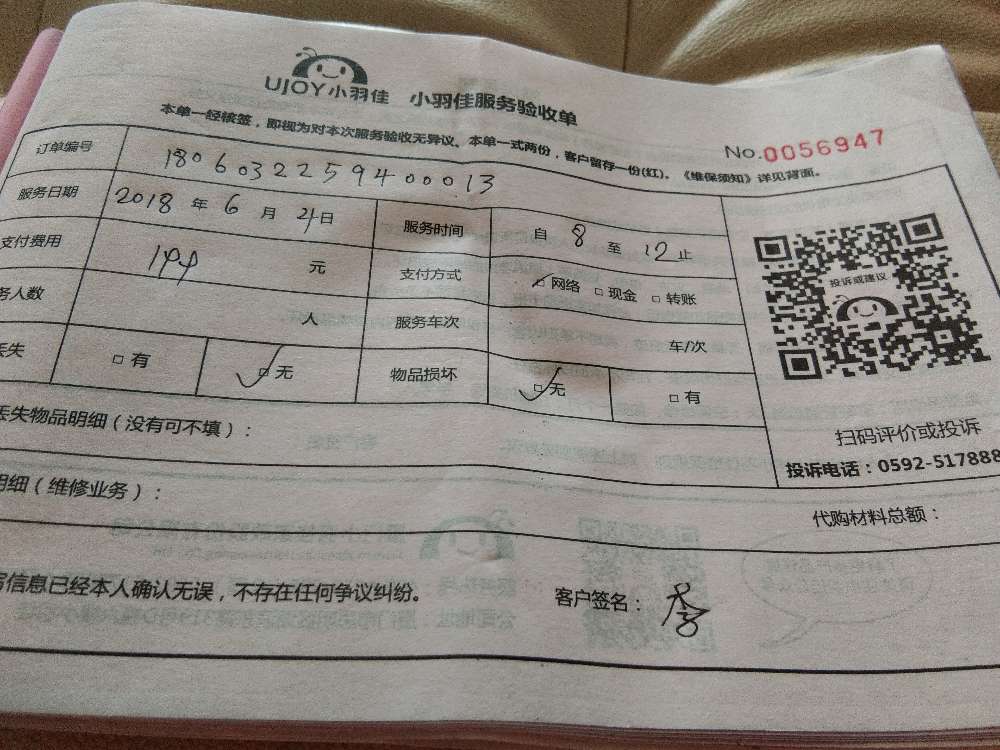 UJOY小羽佳 小羽佳服务验收单
本单一经核签，即视为对本次服务验收无异议、本单一式两份，客户留存一份(红)。《维保须知》详见背面。
No.0056947
订单编号 180603225940013
服务日期 2018 年 6 月 4日 服务时间 自 8 至 12 止
支付费用 144 元 支付方式 网络 现金 转账
务人数 人 服务车次 车/次
丢失 有 无 物品损坏 无 有
投诉或建议
扫码评价或投诉
投诉电话：0592-517888
丢失物品明细（没有可不填）：
明细（维修业务）：
代购材料总额：
写信息已经本人确认无误，不存在任何争议纠纷。
客户签名：